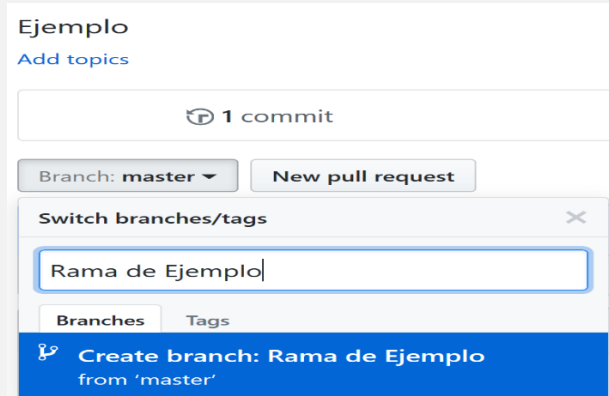 Ejemplo
Add topics
1 commit
Branch: master
New pull request
Switch branches/tags
Rama de Ejemplo
Branches
Tags
Create branch: Rama de Ejemplo
from ‘master’